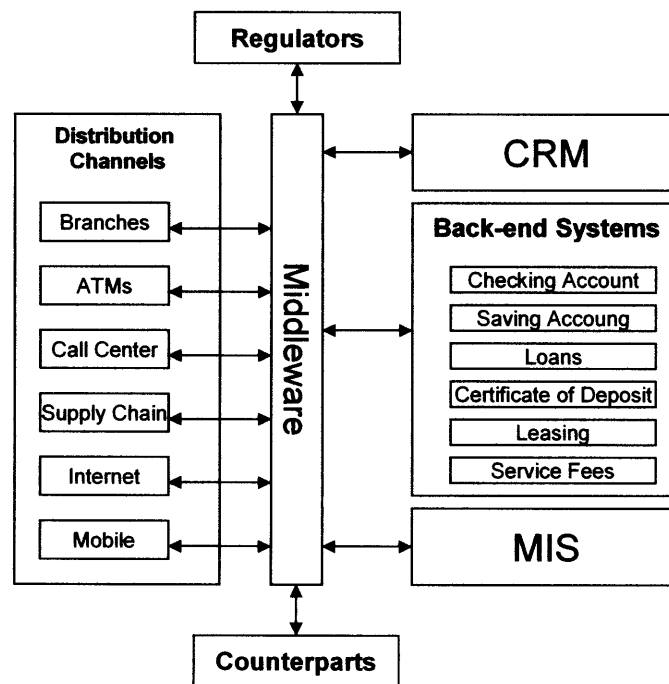 Regulators
Distribution
Channels
Branches
ATMs
Call Center
Supply Chain
Internet
Mobile
Middleware
CRM
Back-end Systems
Checking Account
Saving Accoung
Loans
Certificate of Deposit
Leasing
Service Fees
MIS
Counterparts